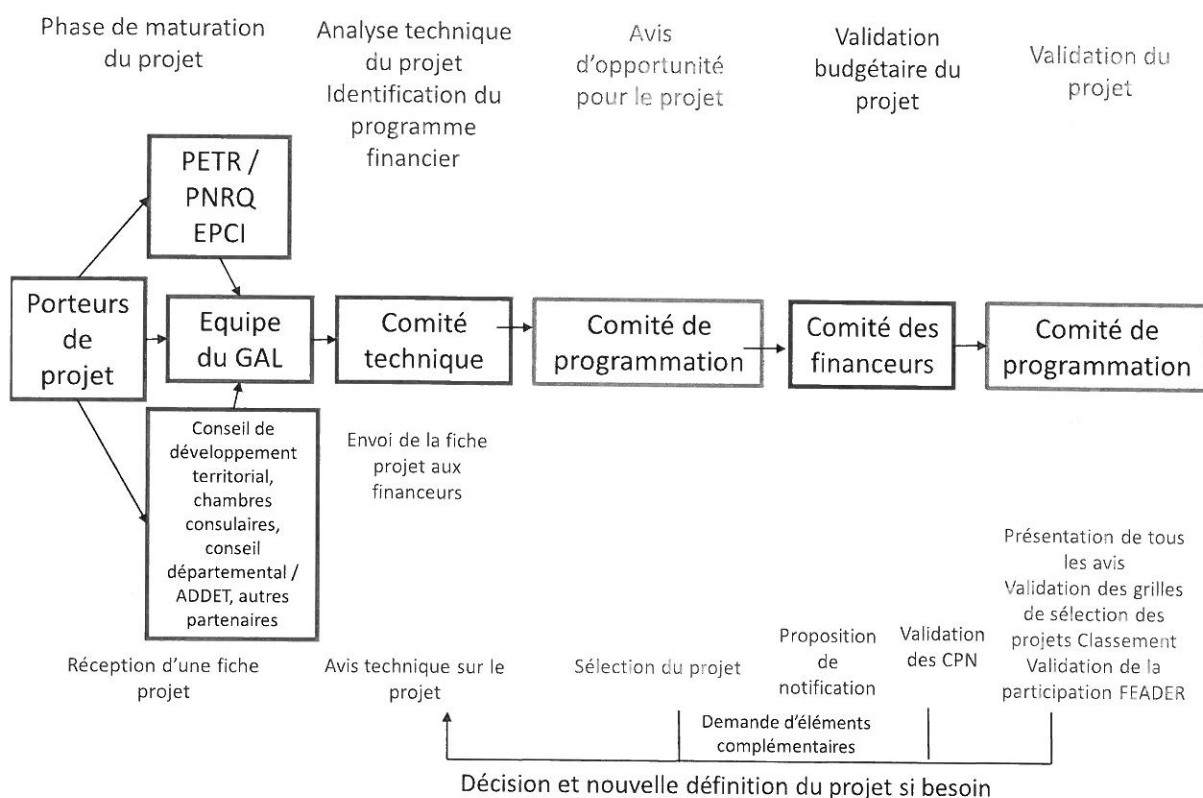 Phase de maturation
du projet
Analyse technique
du projet
Identification du
programme
financier
Avis
d'opportunité
pour le projet
Validation
budgétaire du
projet
Validation du
projet
PETR /
PNRQ
EPCI
Porteurs
de
projet
Equipe
du GAL
Comité
technique
Comité de
programmation
Comité des
financeurs
Comité de
programmation
Conseil de
développement
territorial,
chambres
consulaires,
conseil
départemental /
ADDET, autres
partenaires
Envoi de la fiche
projet aux
financeurs
Réception d'une fiche
projet
Avis technique sur le
projet
Sélection du projet
Proposition
de
notification
Validation
des CPN
Présentation de tous
les avis
Validation des grilles
de sélection des
projets Classement
Validation de la
participation FEADER
Demande d'éléments
complémentaires
Décision et nouvelle définition du projet si besoin